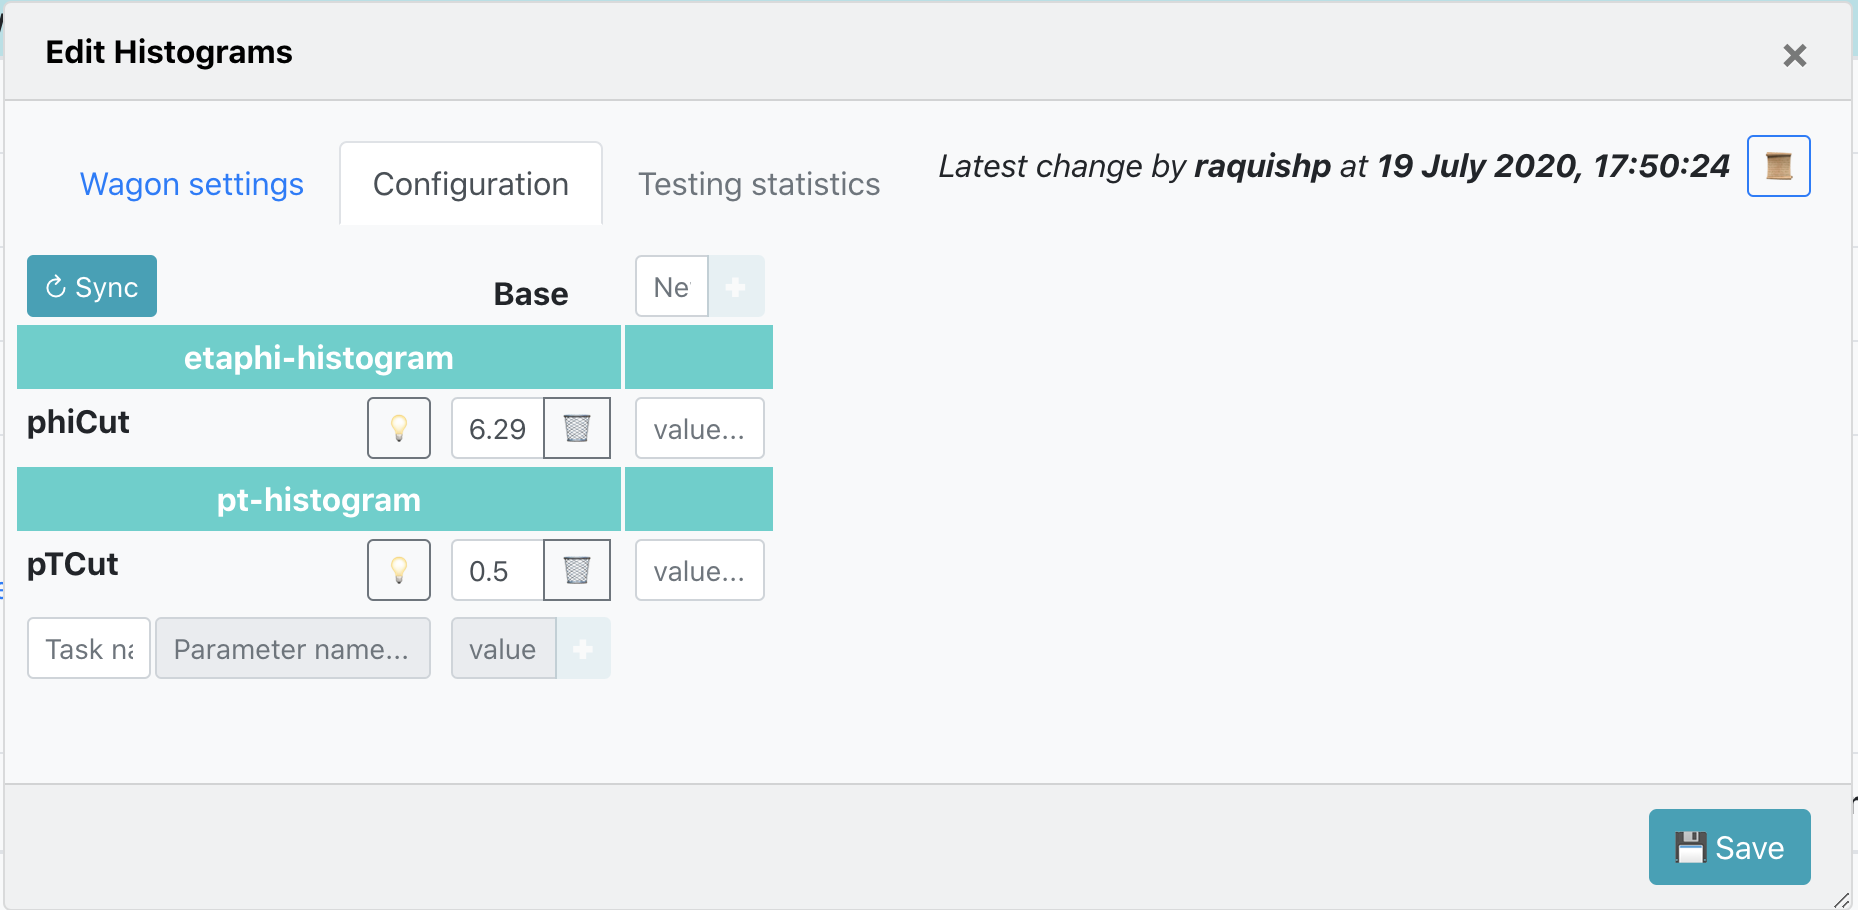 Edit Histograms
Wagon settings
Configuration
Testing statistics
Latest change by raquishp at 19 July 2020, 17:50:24
Sync
Base
Ne
etaphi-histogram
phiCut
6.29
value...
pt-histogram
pTCut
0.5
value...
Task na
Parameter name...
value
Save